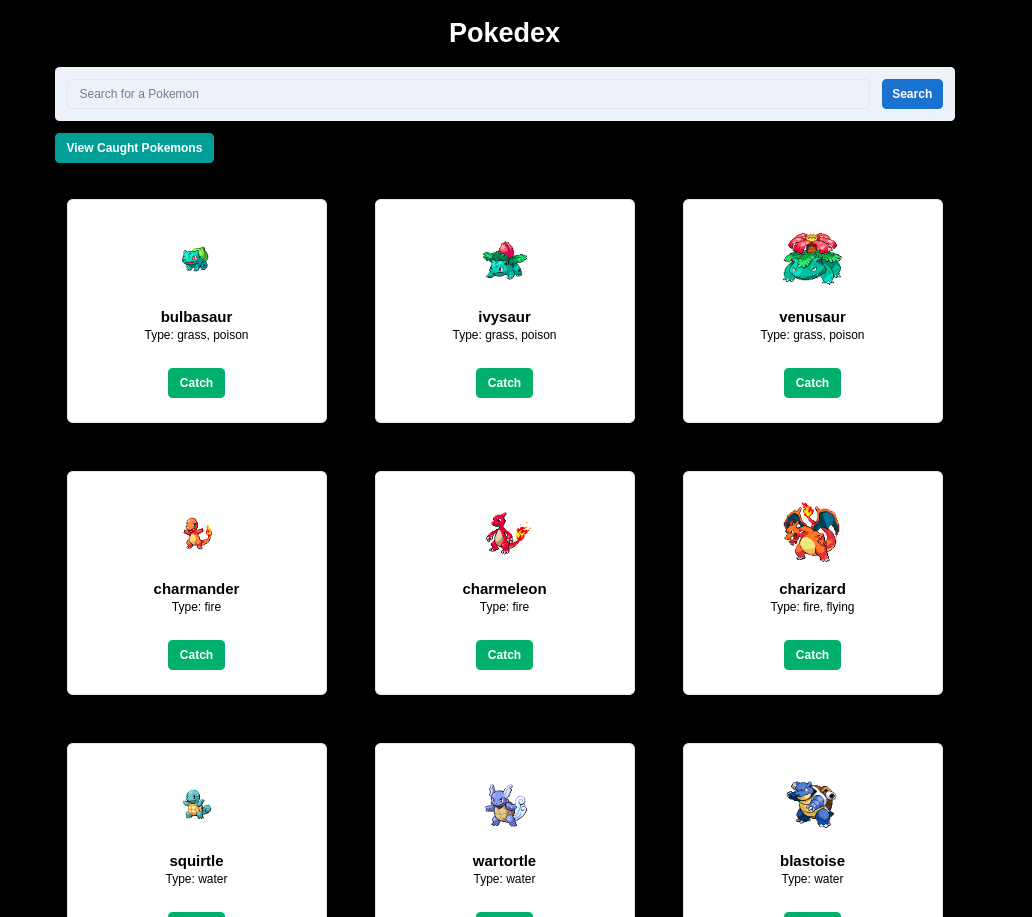 Pokedex
Search for a Pokemon
Search
View Caught Pokemons
bulbasaur
Type: grass, poison
Catch
ivysaur
Type: grass, poison
Catch
venusaur
Type: grass, poison
Catch
charmander
Type: fire
Catch
charmeleon
Type: fire
Catch
charizard
Type: fire, flying
Catch
squirtle
Type: water
wartortle
Type: water
blastoise
Type: water